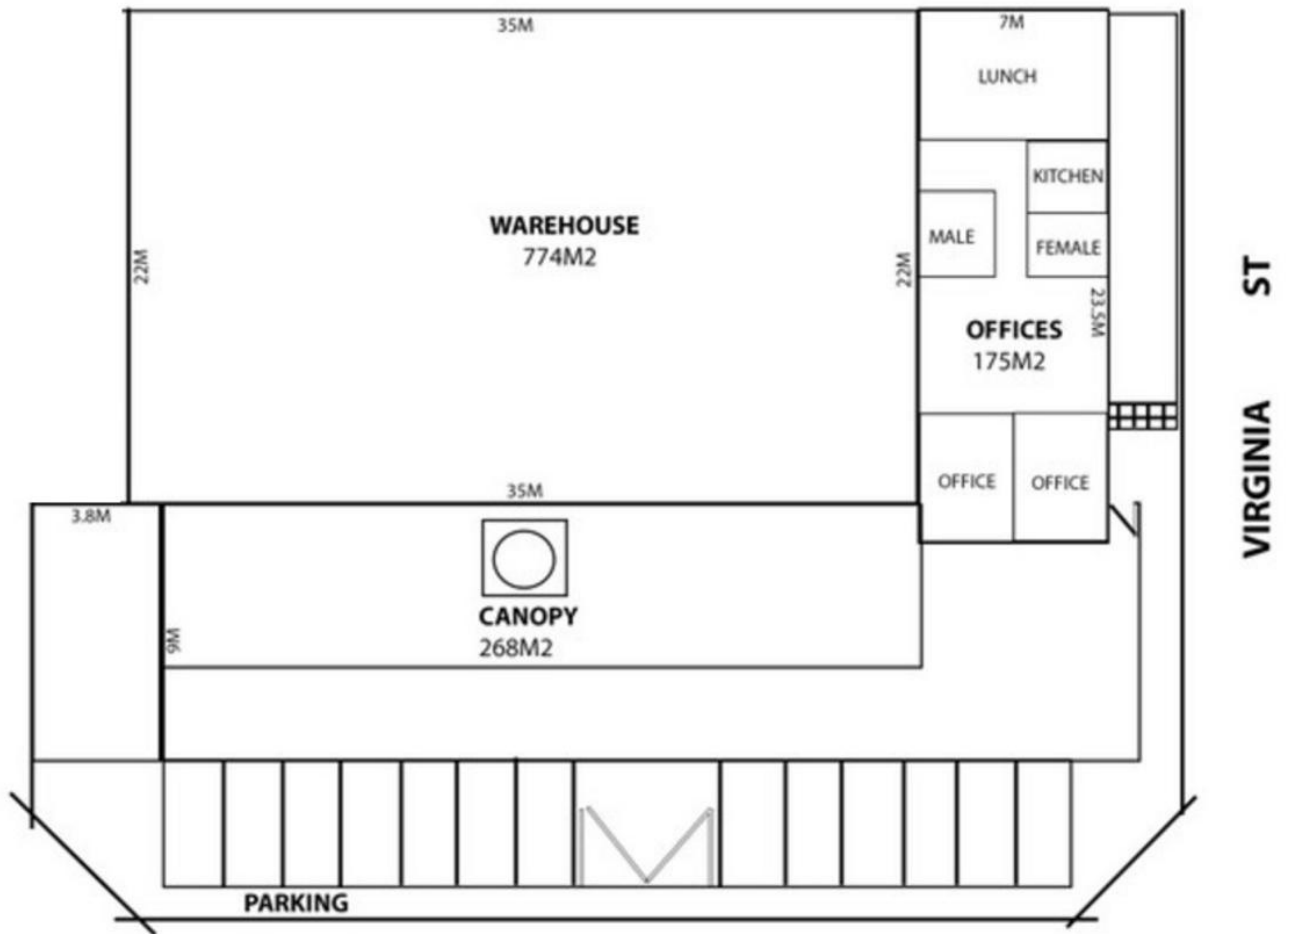 35M
7M
LUNCH
KITCHEN
WAREHOUSE
774M2
MALE
FEMALE
22M
22M
23.5M
OFFICES
175M2
VIRGINIA ST
35M
OFFICE
OFFICE
3.8M
CANOPY
268M2
9M
PARKING